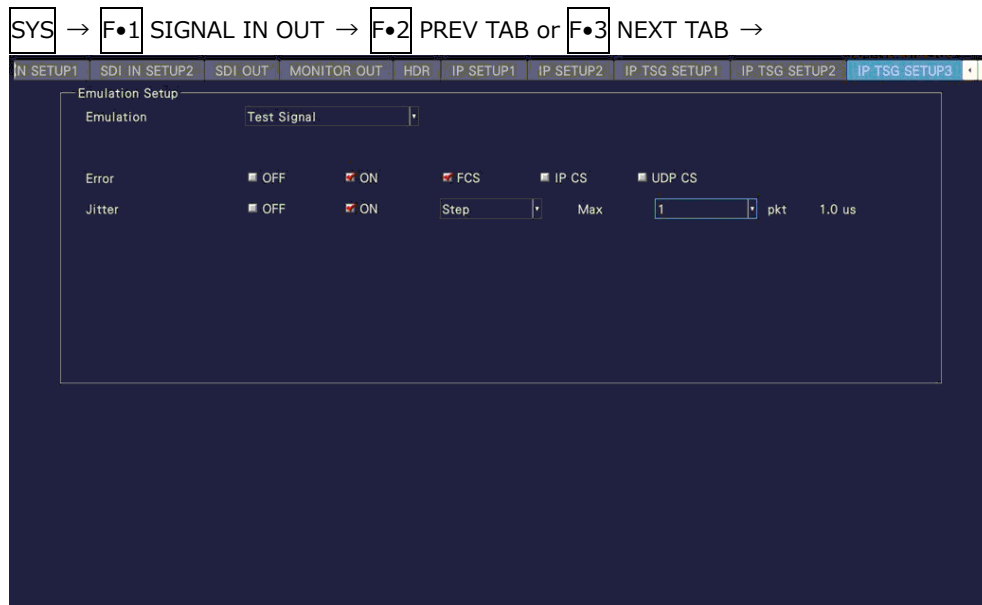 SYS → F•1 SIGNAL IN OUT → F•2 PREV TAB or F•3 NEXT TAB →
IN SETUP1 SDI IN SETUP2 SDI OUT MONITOR OUT HDR IP SETUP1 IP SETUP2 IP TSG SETUP1 IP TSG SETUP2 IP TSG SETUP3
Emulation Setup
Emulation Test Signal
Error OFF ON FCS IP CS UDP CS
Jitter OFF ON Step Max 1 pkt 1.0 us